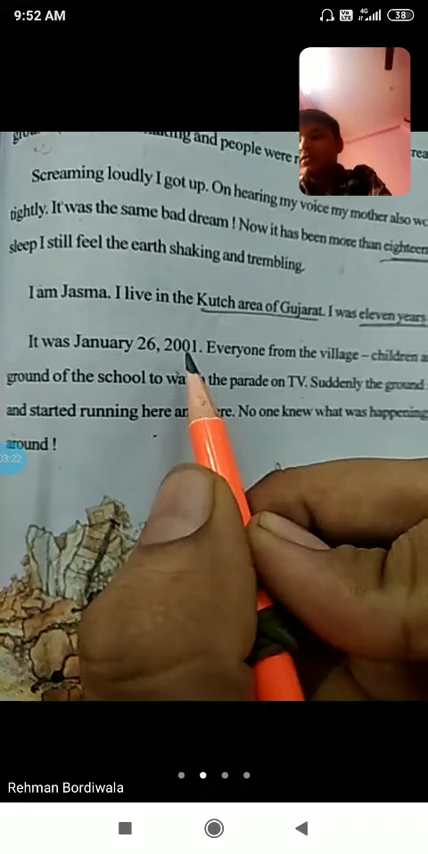 9:52 AM
Vo LTE 4G 38
and people were
Screaming loudly I got up. On hearing my voice my mother also
tightly. It was the same bad dream ! Now it has been more than eighteen
sleep I still feel the earth shaking and trembling.
I am Jasma. I live in the Kutch area of Gujarat. I was eleven years
It was January 26, 2001. Everyone from the village – children
ground of the school to the parade on TV. Suddenly the ground
and started running here No one knew what was happening
around !
03:22
Rehman Bordiwala